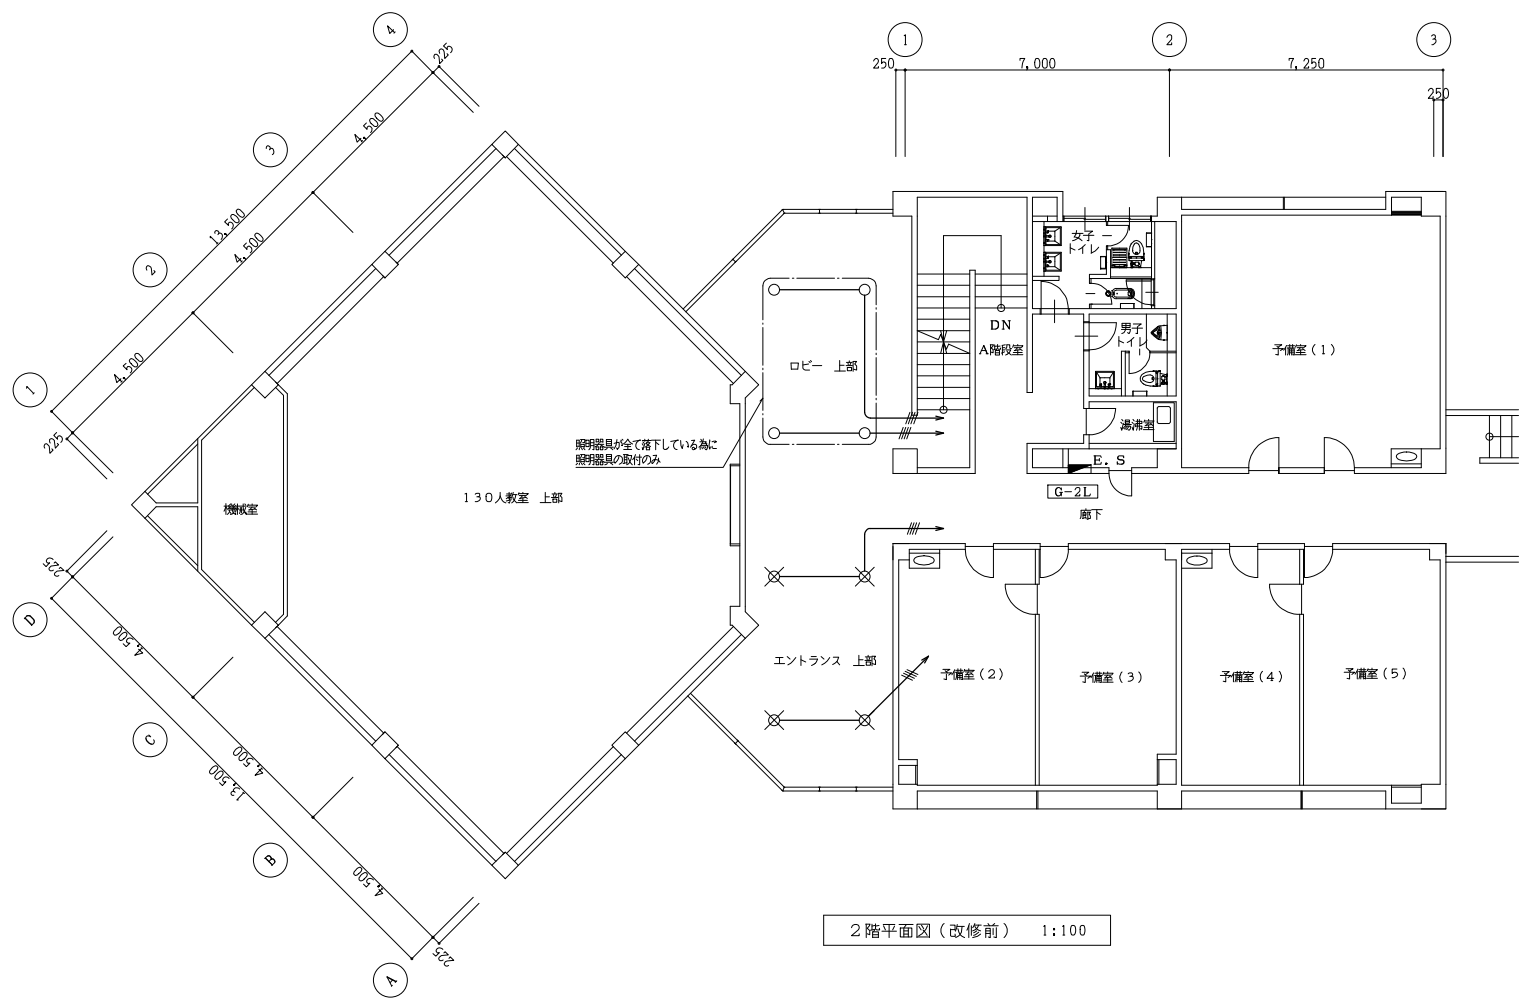 4
225
4,500
3
13,500
4,500
2
4,500
1
225
1
2
3
250
7,000
7,250
250
女子
トイレ
DN
A階段室
男子
トイレ
予備室(1)
ロビー 上部
湯沸室
照明器具が全て落下している為に
照明器具の取付のみ
E.S
G-2L
130人教室 上部
機械室
廊下
225
D
4,500
エントランス 上部
予備室(2)
予備室(3)
予備室(4)
予備室(5)
C
4,500
13,500
B
4,500
225
A
2階平面図(改修前) 1:100